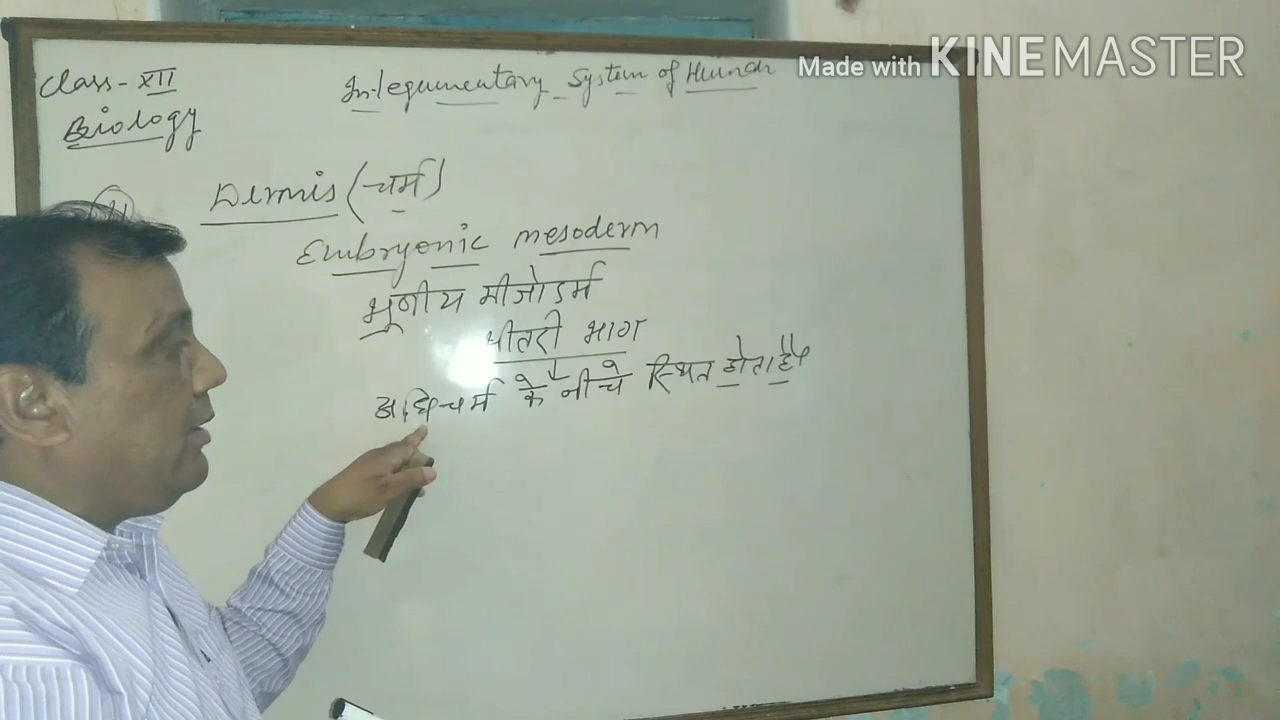 Made with KINEMASTER
Class-XII
Integumentary System of Human
Biology
Dermis (चर्म)
Embryonic mesoderm
भ्रूणीय मीजोडर्म
भीतरी भाग
अधिचर्म के नीचे स्थित होता है